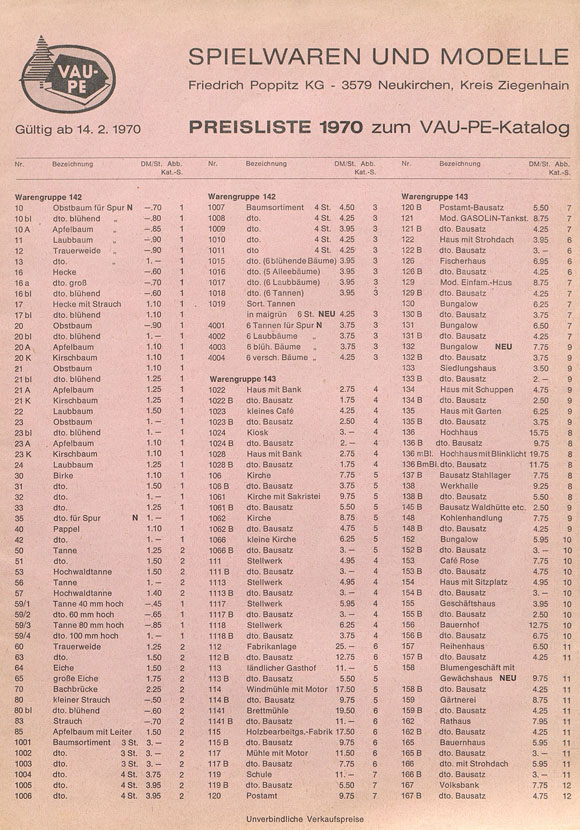 VAU-
PE
SPIELWAREN UND MODELLE
Friedrich Poppitz KG - 3579 Neukirchen, Kreis Ziegenhain
Gültig ab 14. 2. 1970
PREISLISTE 1970 zum VAU-PE-Katalog
Nr. Bezeichnung DM/St. Abb. Kat.-S.
Warengruppe 142
10 Obstbaum für Spur N —.70 1
10 bl dto. blühend „ —.80 1
10 A Apfelbaum „ —.85 1
11 Laubbaum „ —.90 1
12 Trauerweide „ —.90 1
13 dto. „ 1.— 1
16 Hecke —.60 1
16 a dto. groß —.70 1
16 bl dto. blühend —.60 1
17 Hecke mit Strauch 1.10 1
17 bl dto. blühend 1.10 1
20 Obstbaum —.90 1
20 bl dto. blühend 1.— 1
20 A Apfelbaum 1.10 1
20 K Kirschbaum 1.10 1
21 Obstbaum 1.10 1
21 bl dto. blühend 1.25 1
21 A Apfelbaum 1.25 1
21 K Kirschbaum 1.25 1
22 Laubbaum 1.50 1
23 Obstbaum 1.— 1
23 bl dto. blühend 1.— 1
23 A Apfelbaum 1.10 1
23 K Kirschbaum 1.10 1
24 Laubbaum 1.25 1
30 Birke 1.10 1
31 dto. 1.50 1
32 dto. 1.— 1
33 dto. 1.25 1
35 dto. für Spur N 1.— 1
40 Pappel 1.10 1
42 dto. 1.— 1
50 Tanne 1.25 2
51 dto. 1.50 2
53 Hochwaldtanne 1.25 2
56 Tanne 1.— 2
57 Hochwaldtanne 1.40 2
59/1 Tanne 40 mm hoch —.45 1
59/2 dto. 60 mm hoch —.65 1
59/3 Tanne 80 mm hoch —.85 1
59/4 dto. 100 mm hoch 1.— 1
60 Trauerweide 1.25 2
63 dto. 1.50 2
64 Eiche 1.50 2
65 große Eiche 1.75 2
70 Bachbrücke 2.25 2
80 kleiner Strauch —.50 2
80 bl dto. blühend —.60 2
83 Strauch —.70 2
85 Apfelbaum mit Leiter 1.50 2
1001 Baumsortiment 3 St. 3.— 2
1002 dto. 3 St. 3.— 2
1003 dto. 3 St. 3.— 2
1004 dto. 4 St. 3.75 2
1005 dto. 4 St. 3.95 2
1006 dto. 4 St. 3.95 2
Nr. Bezeichnung DM/St. Abb. Kat.-S.
Warengruppe 142
1007 Baumsortiment 4 St. 4.50 3
1008 dto. 4 St. 4.25 3
1009 dto. 4 St. 3.95 3
1010 dto. 4 St. 4.25 3
1011 dto. 4 St. 4.25 3
1015 dto. (6 blühende Bäume) 3.95 3
1016 dto. (5 Alleebäume) 3.95 3
1017 dto. (6 Laubbäume) 3.95 3
1018 dto. (6 Tannen) 3.95 3
1019 Sort. Tannen
in maigrün 6 St. NEU 4.25 3
4001 6 Tannen für Spur N 3.75 3
4002 6 Laubbäume „ 3.75 3
4003 6 blüh. Bäume „ 3.75 3
4004 6 versch. Bäume „ 4.25 3
Warengruppe 143
1022 Haus mit Bank 2.75 4
1022 B dto. Bausatz 1.75 4
1023 kleines Café 4.25 4
1023 B dto. Bausatz 2.50 4
1024 Kiosk 3.— 4
1024 B dto. Bausatz 2.— 4
1028 Haus mit Bank 2.75 4
1028 B dto. Bausatz 1.75 4
106 Kirche 7.75 5
106 B dto. Bausatz 3.— 5
1061 Kirche mit Sakristei 9.75 5
1061 B dto. Bausatz 5.50 5
1062 Kirche 8.75 5
1062 B dto. Bausatz 4.75 5
1066 kleine Kirche 6.25 5
1066 B dto. Bausatz 3.— 5
111 Stellwerk 4.95 4
111 B dto. Bausatz 3.— 4
1113 Stellwerk 4.95 4
1113 B dto. Bausatz 3.— 4
1117 Stellwerk 5.95 4
1117 B dto. Bausatz 3.— 4
1118 Stellwerk 6.25 4
1118 B dto. Bausatz 3.75 4
112 Fabrikanlage 25.— 6
112 B dto. Bausatz 12.75 6
113 ländlicher Gasthof 11.— 5
113 B dto. Bausatz 5.50 5
114 Windmühle mit Motor 17.50 5
114 B dto. Bausatz 9.75 5
1141 Brettmühle 19.50 6
1141 B dto. Bausatz 11.— 6
115 Holzbearbeitgs.-Fabrik 17.50 6
115 B dto. Bausatz 9.75 6
117 Mühle mit Motor 11.50 6
117 B dto. Bausatz 7.75 6
119 Schule 11.— 7
119 B dto. Bausatz 5.50 7
120 Postamt 9.75 7
Nr. Bezeichnung DM/St. Abb. Kat.-S.
Warengruppe 143
120 B Postamt-Bausatz 5.50 7
121 Mod. GASOLIN-Tankst. 8.75 7
121 B dto. Bausatz 4.25 7
122 Haus mit Strohdach 3.95 6
122 B dto. Bausatz 3.— 6
126 Fischerhaus 6.95 6
126 B dto. Bausatz 4.25 6
129 Mod. Einfam.-Haus 8.25 7
129 B dto. Bausatz 4.25 7
130 Bungalow 6.25 7
130 B dto. Bausatz 3.75 7
131 Bungalow 6.50 7
131 B dto. Bausatz 4.25 7
132 Bungalow NEU 7.75 9
132 B dto. Bausatz 3.75 9
133 Siedlungshaus 3.50 9
133 B dto. Bausatz 2.— 9
134 Haus mit Schuppen 4.75 9
134 B dto. Bausatz 2.50 9
135 Haus mit Garten 6.25 9
135 B dto. Bausatz 3.75 9
136 Hochhaus 15.75 8
136 B dto. Bausatz 9.75 8
136 mBl. Hochhaus mit Blinklicht 19.75 8
136 BmBl. dto. Bausatz 11.75 8
137 B Bausatz Stahllager 7.75 8
138 Werkhalle 9.25 8
138 B dto. Bausatz 5.50 8
145 B Bausatz Waldhütte etc. 2.50 9
148 Kohlenhandlung 7.75 9
148 B dto. Bausatz 4.25 9
152 Bungalow 5.95 10
152 B dto. Bausatz 3.— 10
153 Café Rose 7.75 10
153 B dto. Bausatz 4.75 10
154 Haus mit Sitzplatz 4.95 10
154 B dto. Bausatz 3.— 10
155 Geschäftshaus 3.95 10
155 B dto. Bausatz 2.50 10
156 Bauernhof 12.75 10
156 B dto. Bausatz 6.75 10
157 Reihenhaus 6.50 11
157 B dto. Bausatz 4.25 11
158 Blumengeschäft mit
Gewächshaus NEU 9.75 11
158 B dto. Bausatz 4.25 11
159 Gärtnerei 8.75 11
159 B dto. Bausatz 4.25 11
162 Rathaus 7.95 11
162 B dto. Bausatz 4.25 11
165 Bauernhaus 5.95 11
165 B dto. Bausatz 3.— 11
166 dto. mit Strohdach 5.95 11
166 B dto. Bausatz 3.— 11
167 Volksbank 7.75 12
167 B dto. Bausatz 4.75 12
Unverbindliche Verkaufspreise